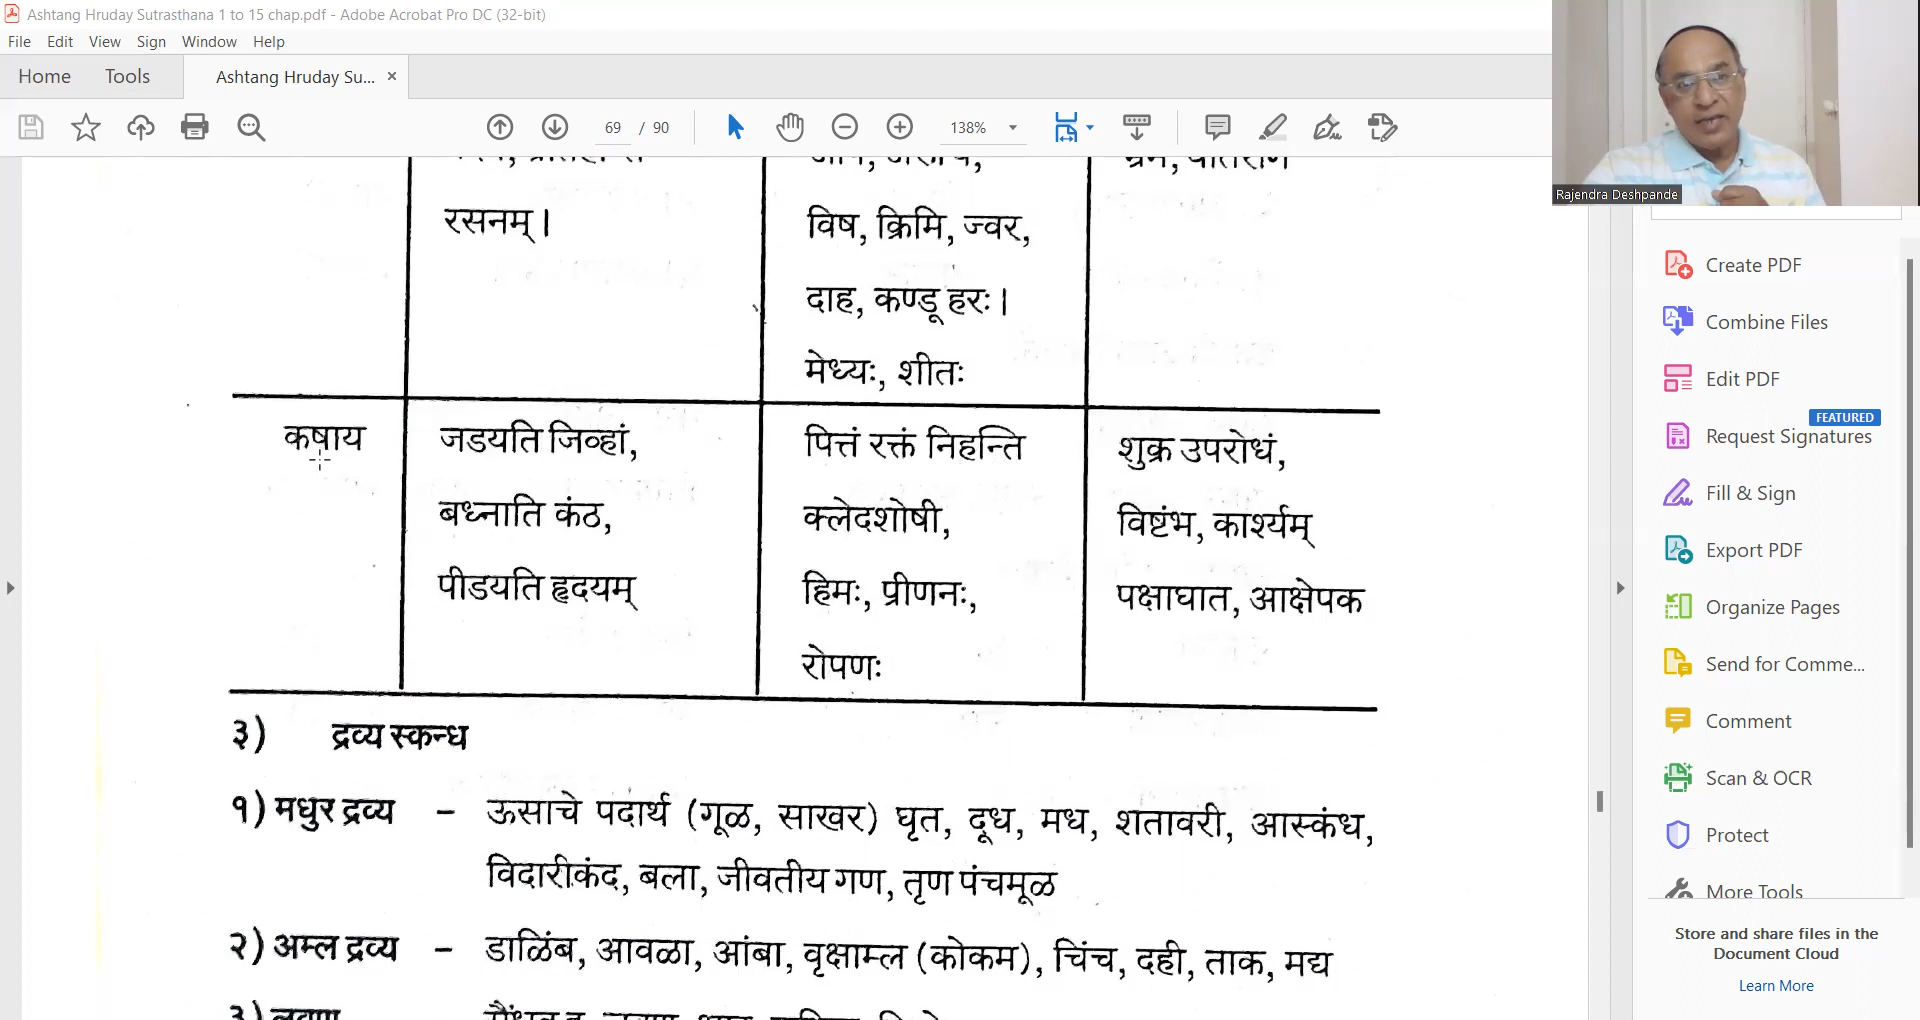 Ashtang Hruday Sutrasthana 1 to 15 chap.pdf - Adobe Acrobat Pro DC (32-bit)
File Edit View Sign Window Help
Home Tools Ashtang Hruday Su... ×
69 / 90 138%
Rajendra Deshpande
रसनम्।
विष, क्रिमि, ज्वर,
दाह, कण्डू हरः।
मेध्यः, शीतः
कषाय जडयति जिव्हां, पित्तं रक्तं निहन्ति शुक्र उपरोधं,
बध्नाति कंठ, क्लेदशोषी, विष्टंभ, कार्श्यम्
पीडयति हृदयम् हिमः, प्रीणनः, पक्षाघात, आक्षेपक
रोपणः
३) द्रव्य स्कन्ध
१) मधुर द्रव्य - ऊसाचे पदार्थ (गूळ, साखर) घृत, दूध, मध, शतावरी, आस्कंध,
विदारीकंद, बला, जीवतीय गण, तृण पंचमूळ
२) अम्ल द्रव्य - डाळिंब, आवळा, आंबा, वृक्षाम्ल (कोकम), चिंच, दही, ताक, मद्य
Create PDF
Combine Files
Edit PDF
FEATURED
Request Signatures
Fill & Sign
Export PDF
Organize Pages
Send for Comme...
Comment
Scan & OCR
Protect
More Tools
Store and share files in the
Document Cloud
Learn More